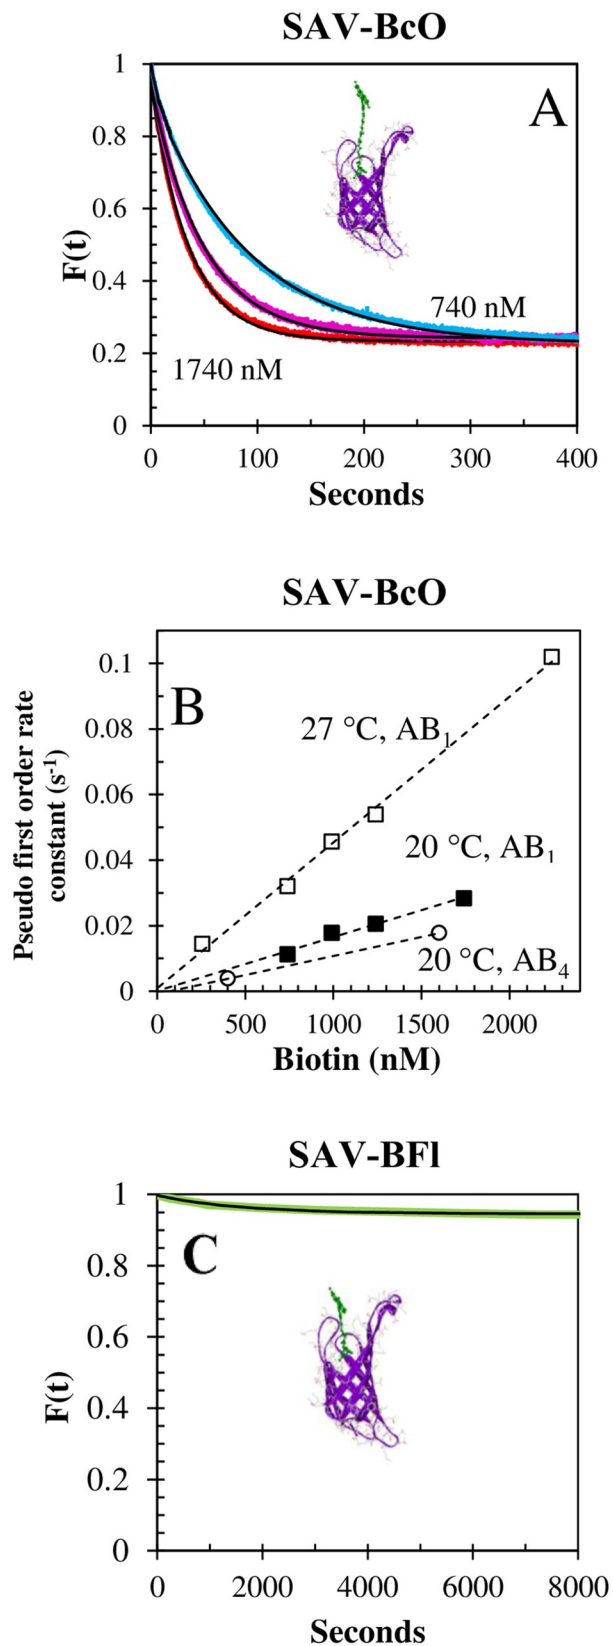 SAV-BcO
1
A
0.8
0.6
F(t)
0.4
740 nM
0.2
1740 nM
0
0 100 200 300 400
Seconds
SAV-BcO
0.1
B
27 °C, AB₁
0.08
Pseudo first order rate
constant (s⁻¹)
0.06
0.04
20 °C, AB₁
0.02
20 °C, AB₄
0
0 500 1000 1500 2000
Biotin (nM)
SAV-BFl
1
C
0.8
0.6
F(t)
0.4
0.2
0
0 2000 4000 6000 8000
Seconds